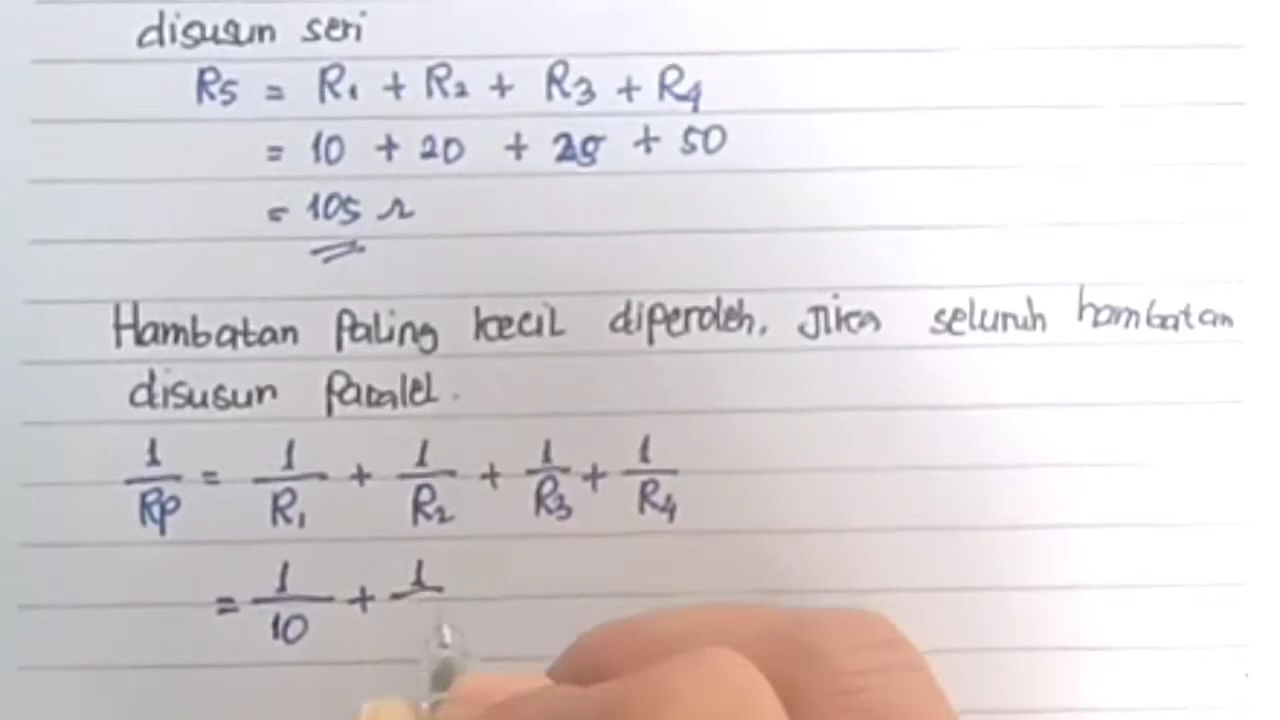 disusun seri
Rs = R₁ + R₂ + R₃ + R₄
= 10 + 20 + 25 + 50
= 105 Ω
Hambatan Paling kecil diperoleh, jika seluruh hambatan
disusun Paralel.
1/Rp = 1/R₁ + 1/R₂ + 1/R₃ + 1/R₄
= 1/10 + 1/